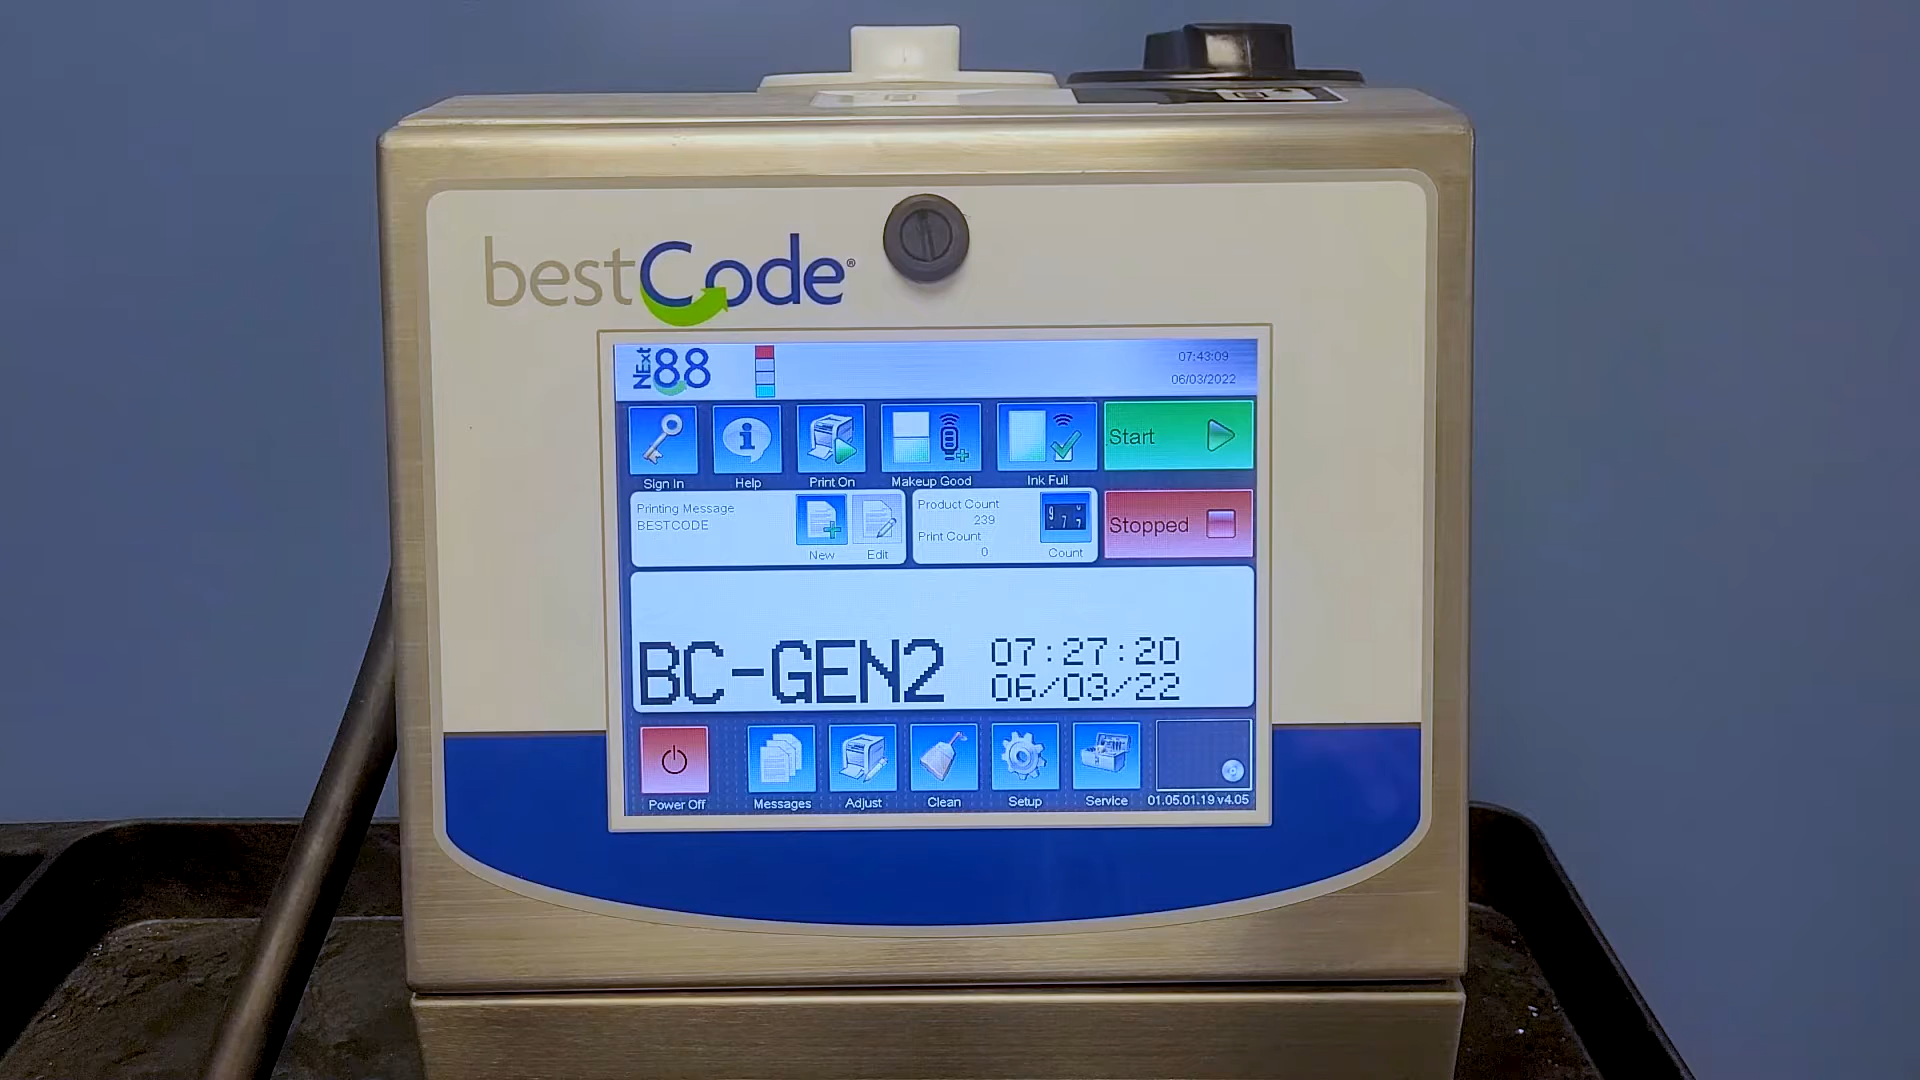 bestCode®
NExt 88
07:43:09
06/03/2022
Sign In
Help
Print On
Makeup Good
Ink Full
Start
Printing Message
BESTCODE
New
Edit
Product Count
239
Print Count
0
Count
Stopped
BC-GEN2
07:27:20
06/03/22
Power Off
Messages
Adjust
Clean
Setup
Service
01.05.01.19 v4.05